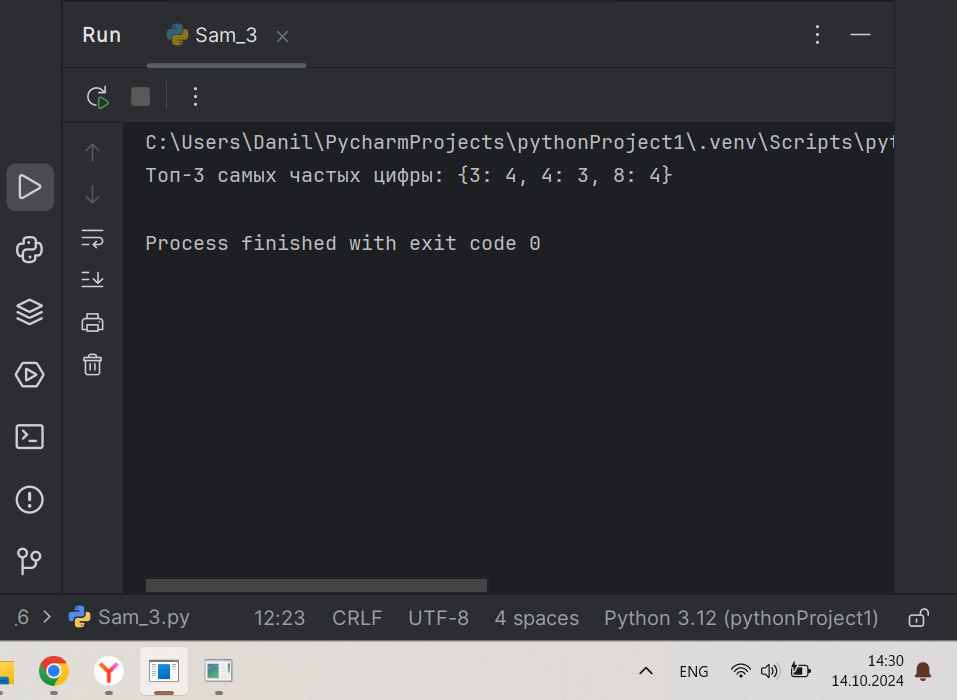 Run Sam_3
C:\Users\Danil\PycharmProjects\pythonProject1\.venv\Scripts\pyt
Топ-3 самых частых цифры: {3: 4, 4: 3, 8: 4}
Process finished with exit code 0
.6 > Sam_3.py 12:23 CRLF UTF-8 4 spaces Python 3.12 (pythonProject1)
ENG 14:30
14.10.2024